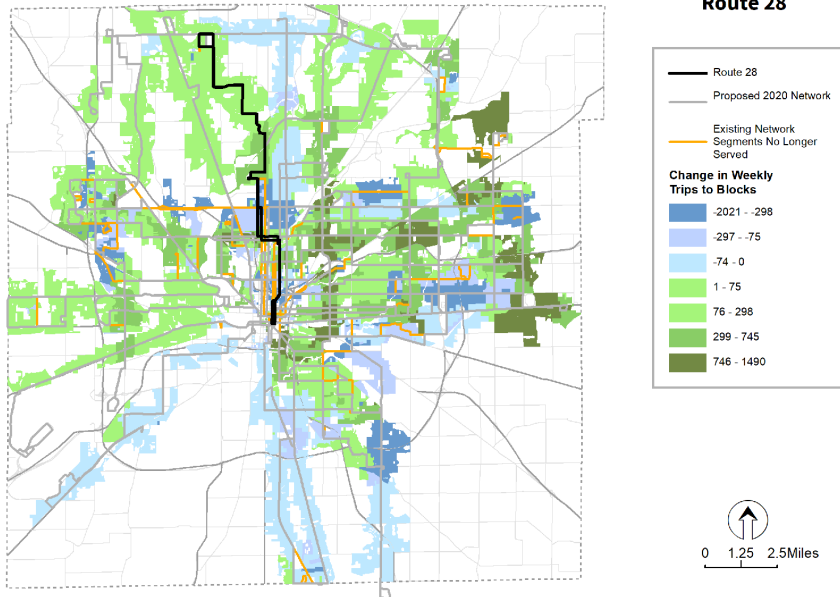 Route 28
Route 28
Proposed 2020 Network
Existing Network
Segments No Longer
Served
Change in Weekly
Trips to Blocks
-2021 - -298
-297 - -75
-74 - 0
1 - 75
76 - 298
299 - 745
746 - 1490
0 1.25 2.5Miles